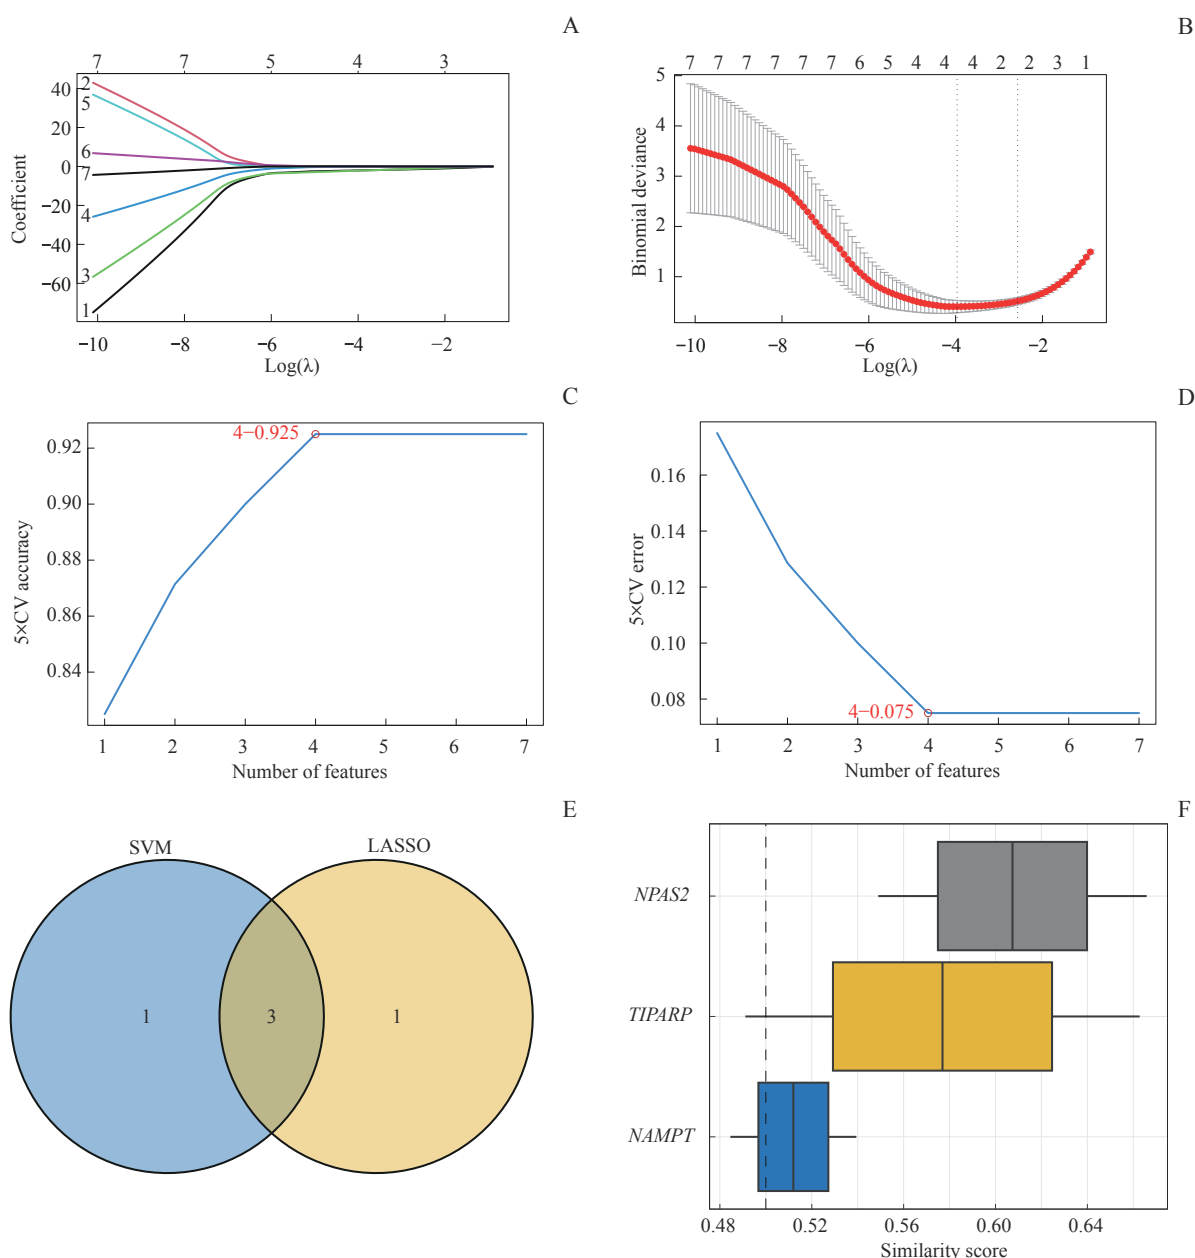 A
7 7 5 4 3
40
20
0
−20
−40
−60
2
5
6
7
4
3
1
Coefficient
−10 −8 −6 −4 −2
Log(λ)
B
7 7 7 7 7 7 6 5 4 4 4 2 2 3 1
5
4
3
2
1
Binomial deviance
−10 −8 −6 −4 −2
Log(λ)
C
4−0.925
0.92
0.90
0.88
0.86
0.84
5×CV accuracy
1 2 3 4 5 6 7
Number of features
D
0.16
0.14
0.12
0.10
0.08
4−0.075
5×CV error
1 2 3 4 5 6 7
Number of features
E
SVM LASSO
1 3 1
F
NPAS2
TIPARP
NAMPT
0.48 0.52 0.56 0.60 0.64
Similarity score